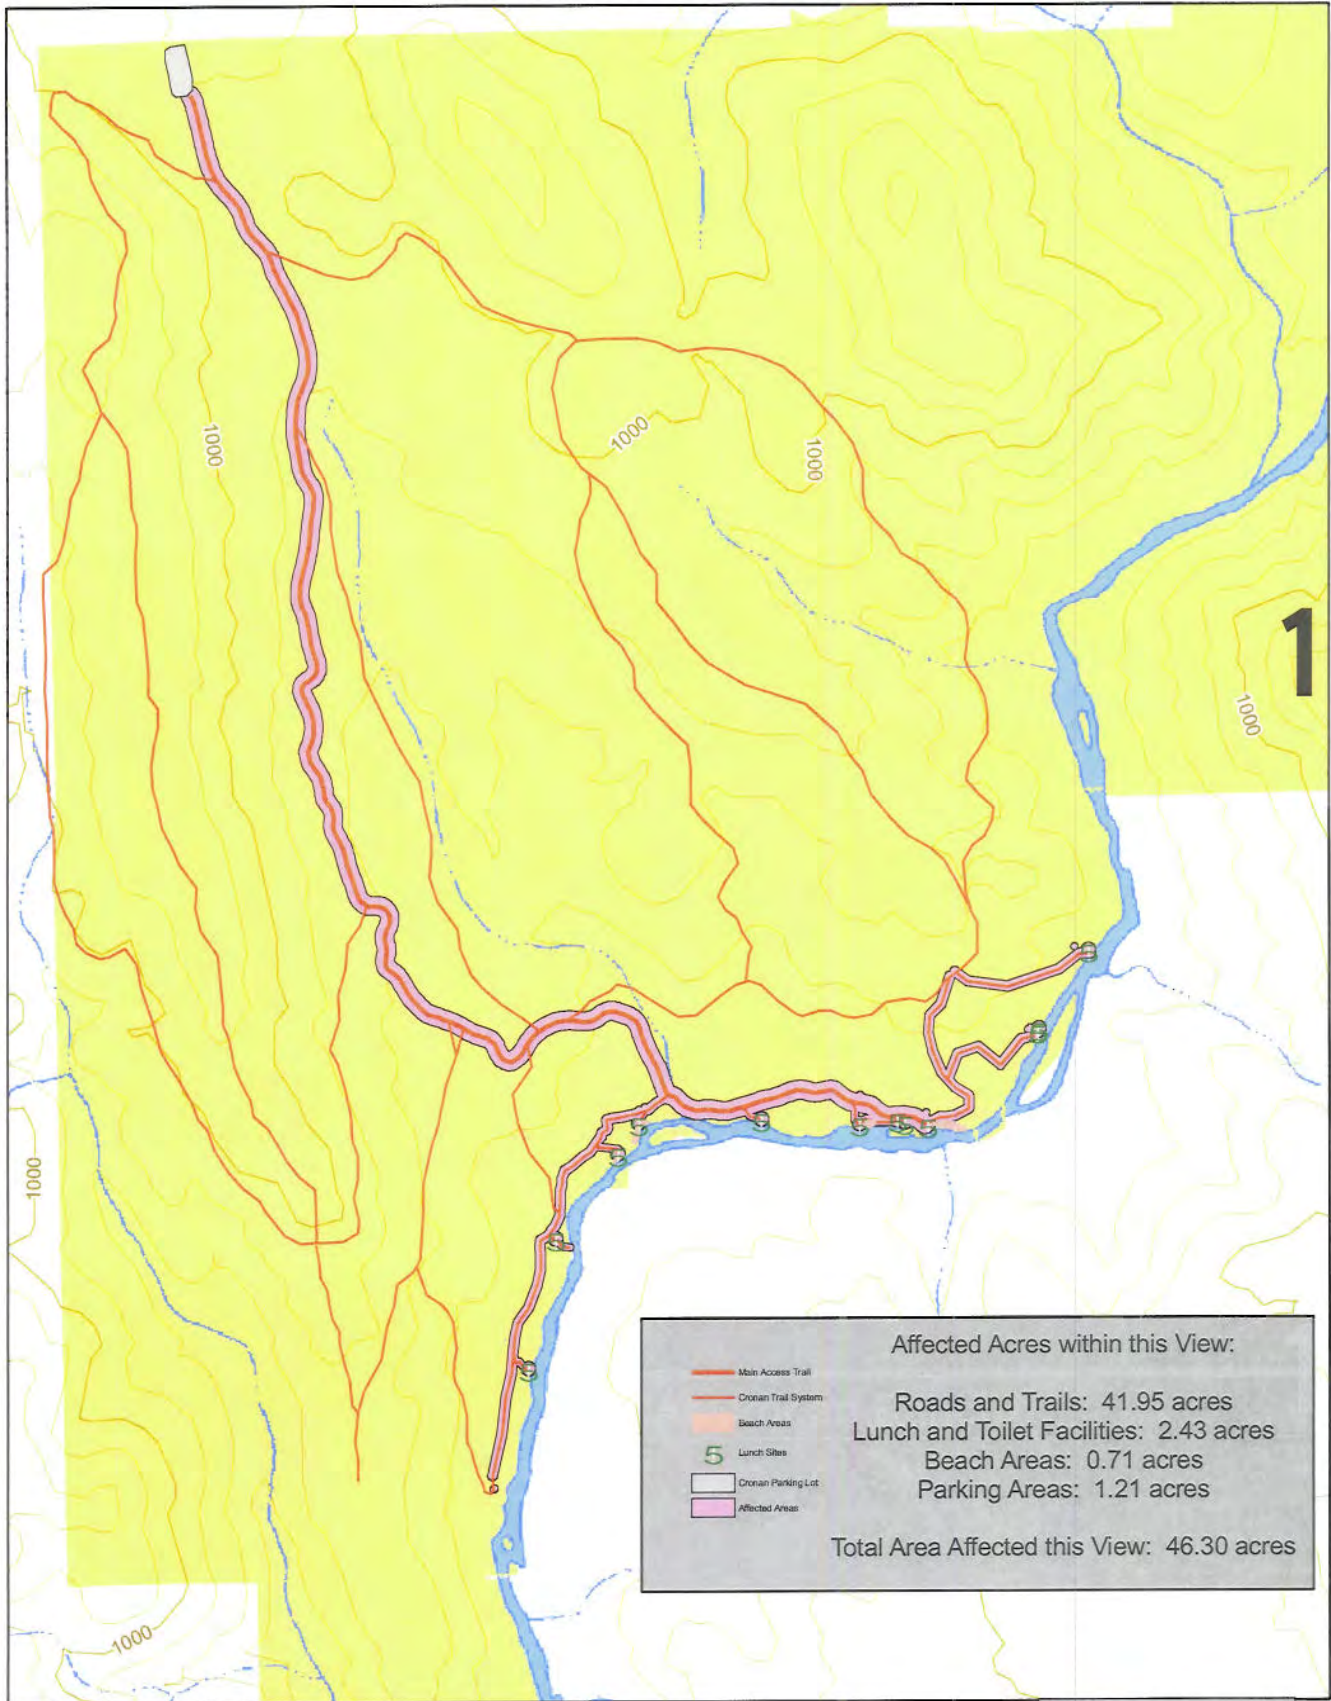 1000
1000
1000
1
1000
1000
1000
Affected Acres within this View:
Main Access Trail
Cronan Trail System
Beach Areas
5 Lunch Sites
Cronan Parking Lot
Affected Areas
Roads and Trails: 41.95 acres
Lunch and Toilet Facilities: 2.43 acres
Beach Areas: 0.71 acres
Parking Areas: 1.21 acres
Total Area Affected this View: 46.30 acres